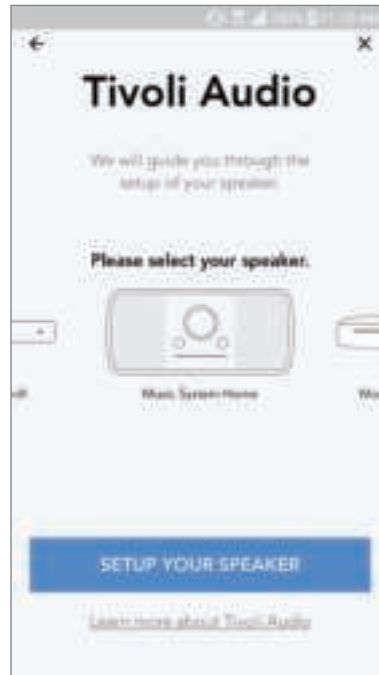 Tivoli Audio
We will guide you through the
setup of your speaker.
Please select your speaker.
Music System Home
SETUP YOUR SPEAKER
Learn more about Tivoli Audio